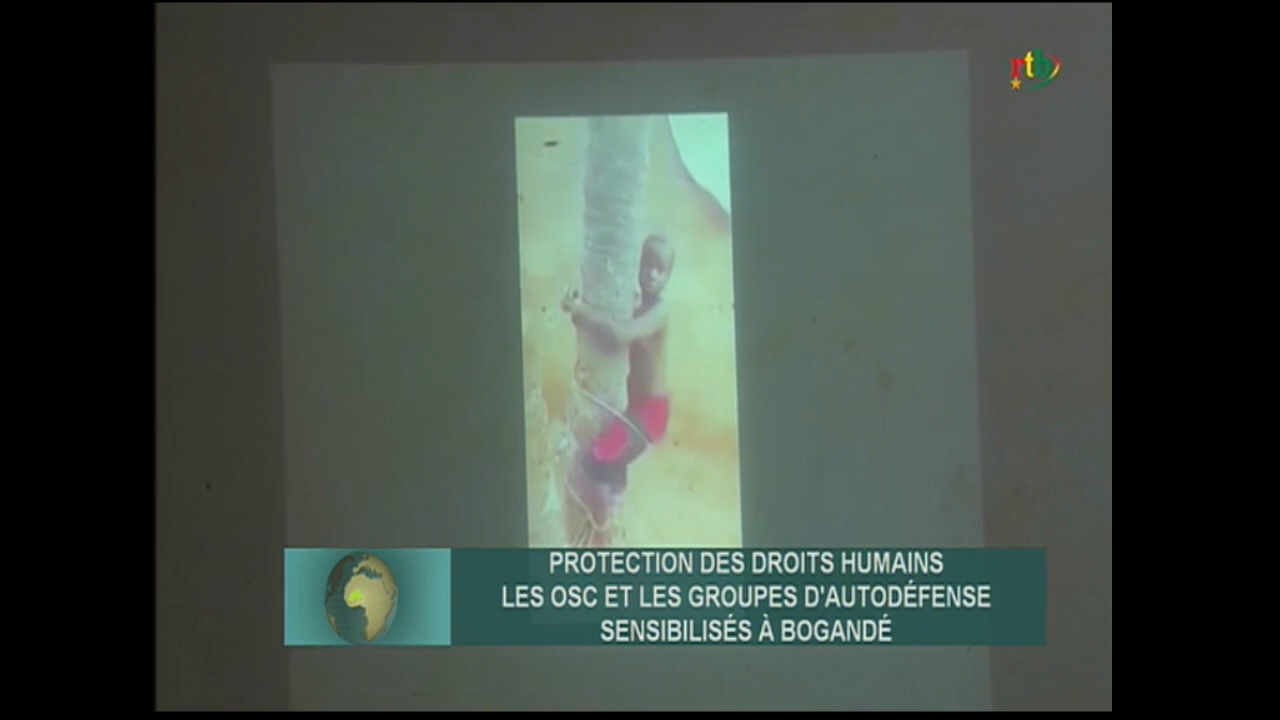 rtb
PROTECTION DES DROITS HUMAINS
LES OSC ET LES GROUPES D'AUTODÉFENSE
SENSIBILISÉS À BOGANDÉ